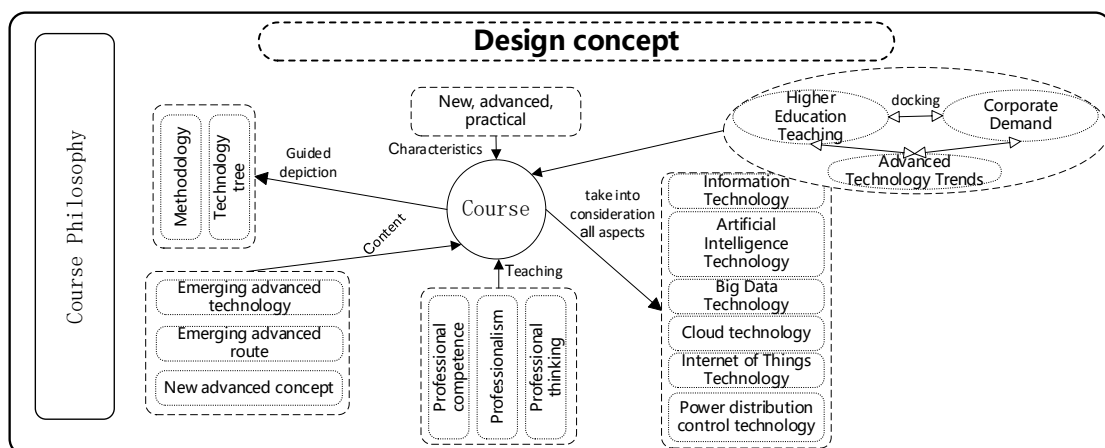 Design concept
Course Philosophy
Methodology
Technology
tree
Guided
depiction
New, advanced,
practical
Characteristics
Course
Higher
Education
Teaching
docking
Corporate
Demand
Advanced
Technology Trends
take into
consideration
all aspects
Information
Technology
Artificial
Intelligence
Technology
Big Data
Technology
Cloud technology
Internet of Things
Technology
Power distribution
control technology
Content
Emerging advanced
technology
Emerging advanced
route
New advanced concept
Teaching
Professional
competence
Professionalism
Professional
thinking